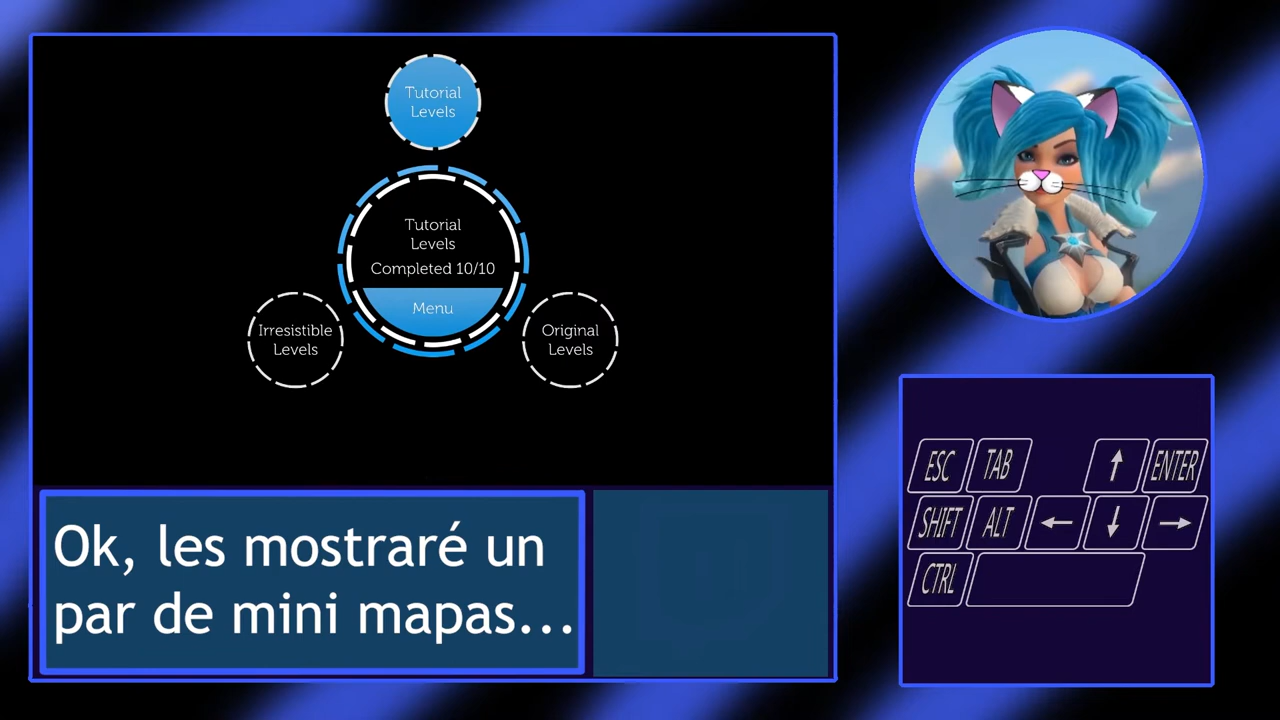 Tutorial
Levels
Tutorial
Levels
Completed 10/10
Menu
Irresistible
Levels
Original
Levels
Ok, les mostraré un
par de mini mapas...
ESC TAB ↑ ENTER
SHIFT ALT ← ↓ →
CTRL